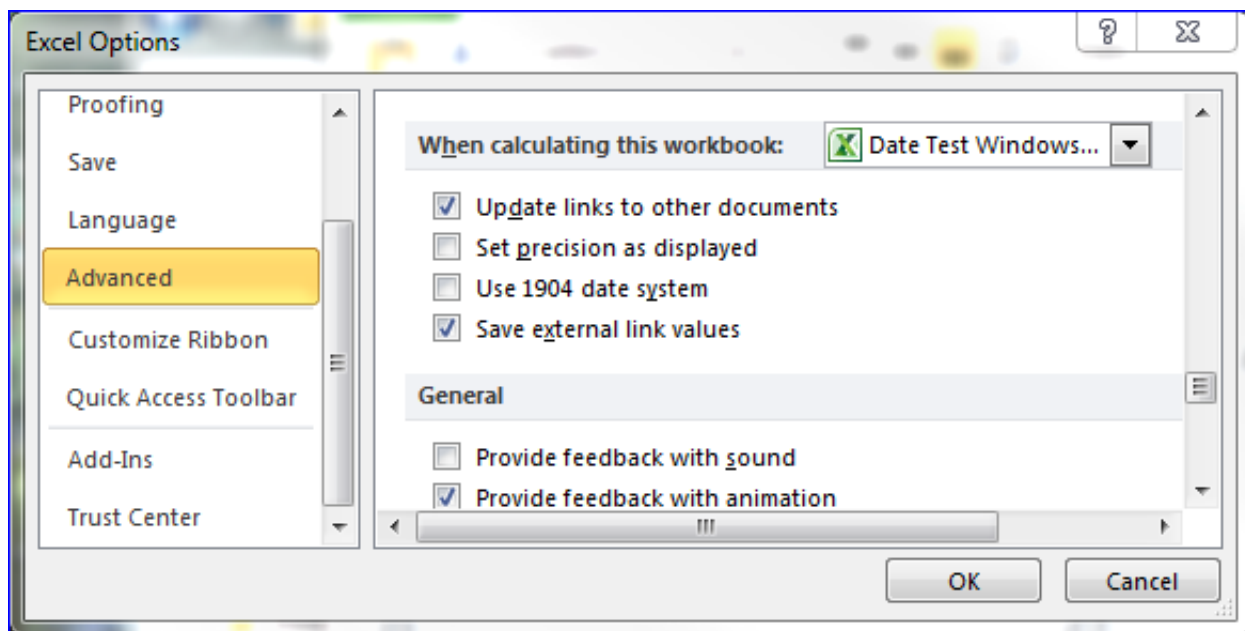 Excel Options
Proofing
Save
Language
Advanced
Customize Ribbon
Quick Access Toolbar
Add-Ins
Trust Center
When calculating this workbook: Date Test Windows...
Update links to other documents
Set precision as displayed
Use 1904 date system
Save external link values
General
Provide feedback with sound
Provide feedback with animation
OK Cancel